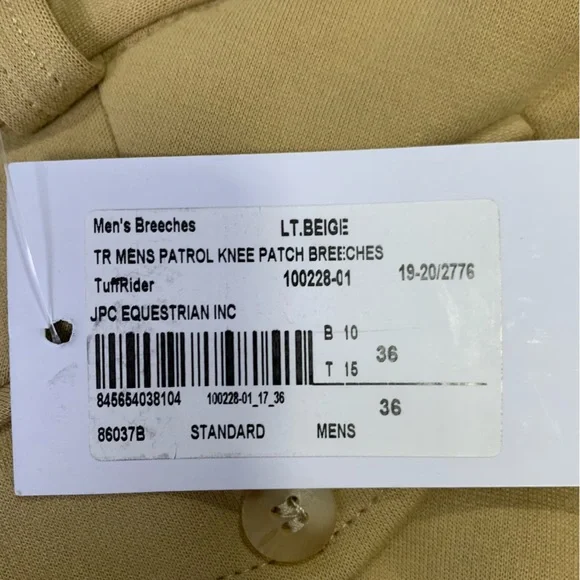 Men's Breeches LT.BEIGE
TR MENS PATROL KNEE PATCH BREECHES
TuffRider 100228-01 19-20/2776
JPC EQUESTRIAN INC
B 10 36
T 15
845654038104 100228-01_17_36 36
86037B STANDARD MENS